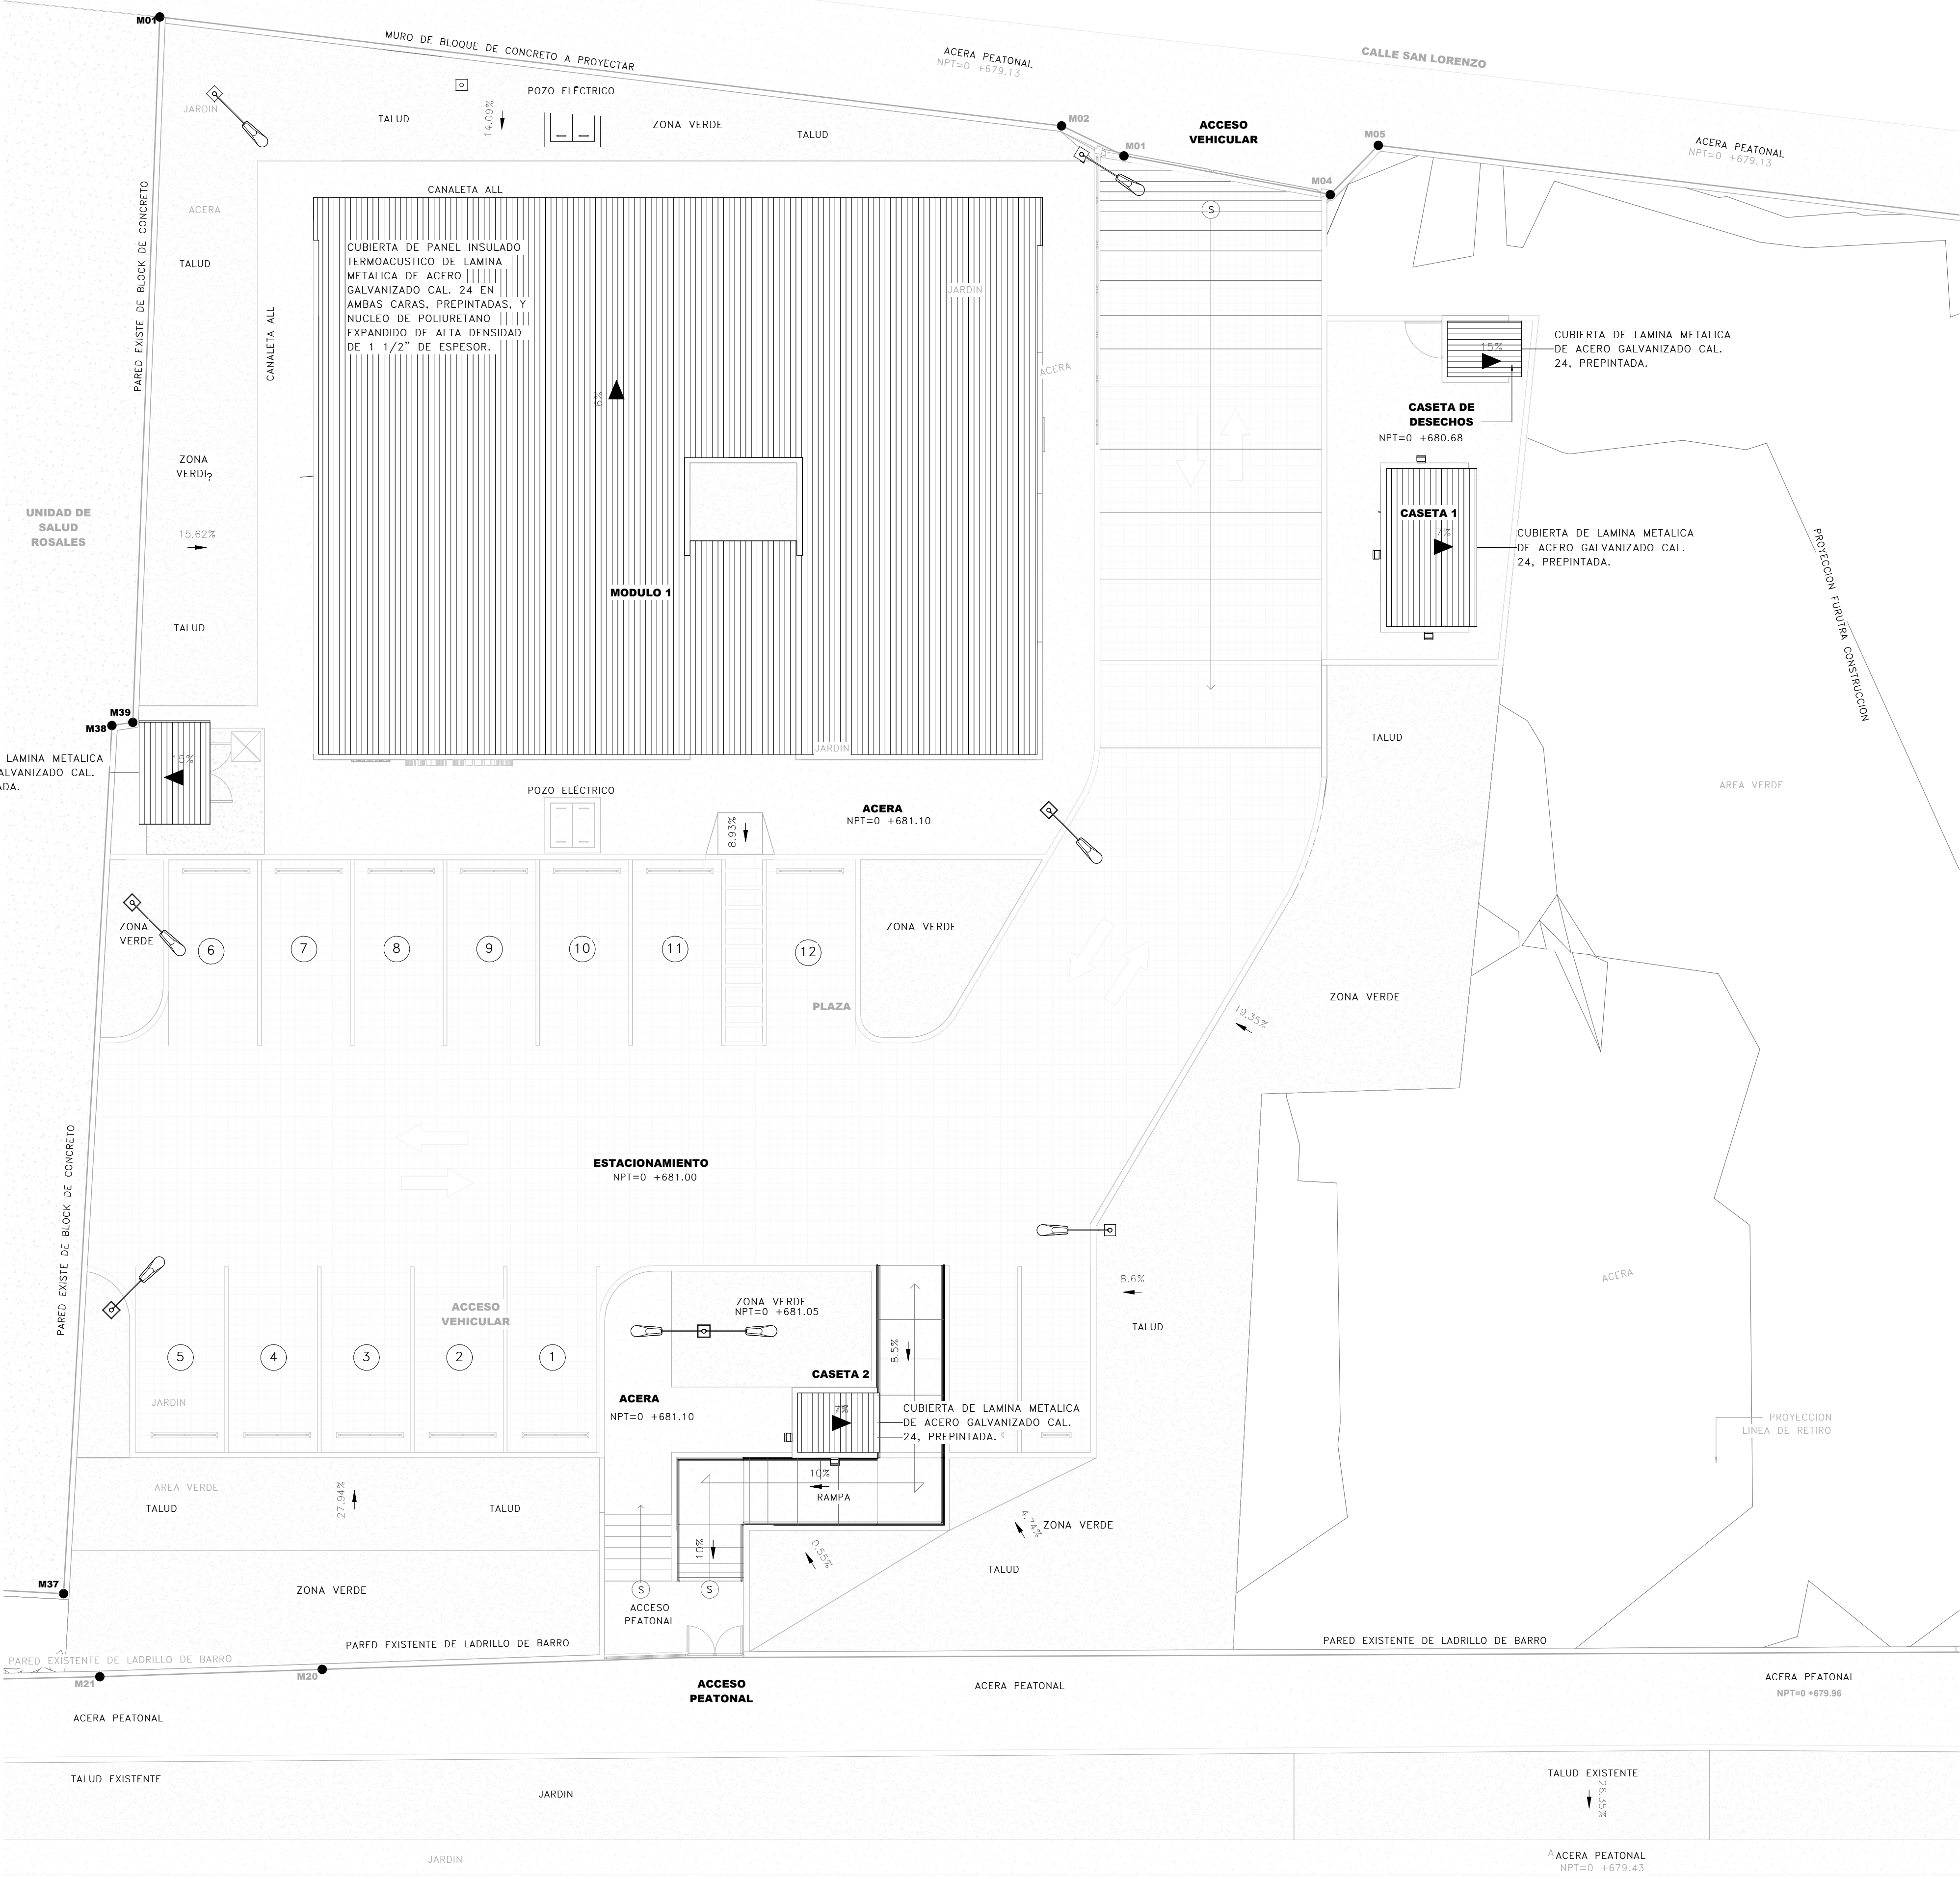 M01
MURO DE BLOQUE DE CONCRETO A PROYECTAR
ACERA PEATONAL
NPT=0 +679.13
CALLE SAN LORENZO
JARDIN
TALUD
14.09%
POZO ELÉCTRICO
ZONA VERDE
TALUD
M02
M01
ACCESO
VEHICULAR
M05
M04
ACERA PEATONAL
NPT=0 +679.13
PARED EXISTE DE BLOCK DE CONCRETO
ACERA
TALUD
CANALETA ALL
CANALETA ALL
S
CUBIERTA DE PANEL INSULADO
TERMOACUSTICO DE LAMINA
METALICA DE ACERO
GALVANIZADO CAL. 24 EN
AMBAS CARAS, PREPINTADAS, Y
NUCLEO DE POLIURETANO
EXPANDIDO DE ALTA DENSIDAD
DE 1 1/2" DE ESPESOR.
JARDIN
ACERA
6%
15%
CUBIERTA DE LAMINA METALICA
DE ACERO GALVANIZADO CAL.
24, PREPINTADA.
CASETA DE
DESECHOS
NPT=0 +680.68
ZONA
VERD
?
UNIDAD DE
SALUD
ROSALES
15.62%
CASETA 1
7%
CUBIERTA DE LAMINA METALICA
DE ACERO GALVANIZADO CAL.
24, PREPINTADA.
PROYECCION FURUTRA CONSTRUCCION
MODULO 1
TALUD
M39
M38
LAMINA METALICA
ALVANIZADO CAL.
ADA.
15%
JARDIN
TALUD
AREA VERDE
POZO ELÉCTRICO
ACERA
NPT=0 +681.10
8.93%
ZONA
VERDE
6
7
8
9
10
11
12
ZONA VERDE
PLAZA
ZONA VERDE
19.35%
PARED EXISTE DE BLOCK DE CONCRETO
ESTACIONAMIENTO
NPT=0 +681.00
8.6%
TALUD
ACERA
ACCESO
VEHICULAR
ZONA VERDE
NPT=0 +681.05
5
4
3
2
1
8.5%
CASETA 2
7%
JARDIN
ACERA
NPT=0 +681.10
CUBIERTA DE LAMINA METALICA
DE ACERO GALVANIZADO CAL.
24, PREPINTADA.
PROYECCION
LINEA DE RETIRO
AREA VERDE
TALUD
27.94%
TALUD
10%
RAMPA
10%
0.55%
4.74%
ZONA VERDE
TALUD
M37
ZONA VERDE
S
S
ACCESO
PEATONAL
PARED EXISTENTE DE LADRILLO DE BARRO
PARED EXISTENTE DE LADRILLO DE BARRO
PARED EXISTENTE DE LADRILLO DE BARRO
M21
M20
ACCESO
PEATONAL
ACERA PEATONAL
ACERA PEATONAL
NPT=0 +679.96
ACERA PEATONAL
TALUD EXISTENTE
JARDIN
TALUD EXISTENTE
26.35%
JARDIN
A
ACERA PEATONAL
NPT=0 +679.43